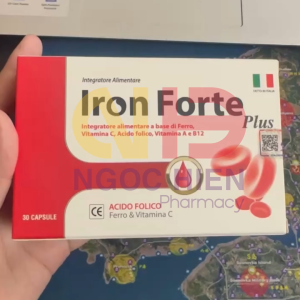 Integratore Alimentare
Iron Forte
Plus
Integratore alimentare a base di Ferro,
Vitamina C, Acido folico, Vitamina A e B12
NGOC HIEN
Pharmacy
30 CAPSULE
CE
ACIDO FOLICO
Ferro & Vitamina C